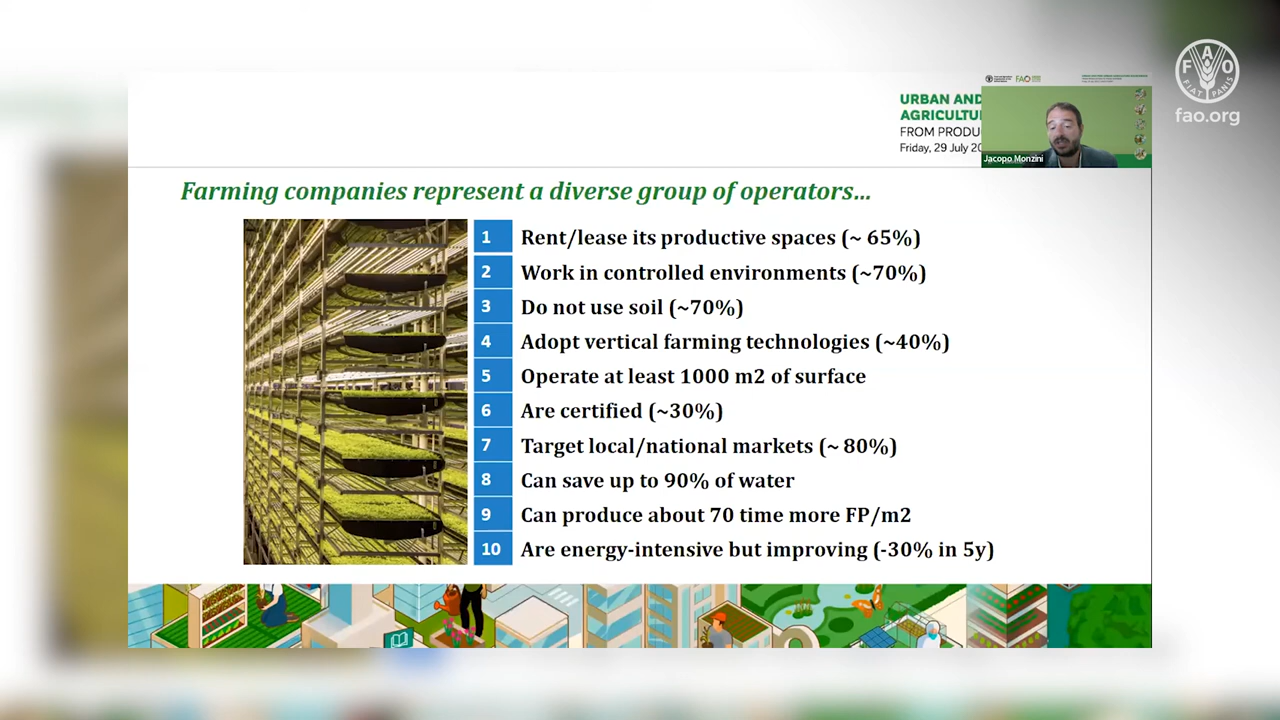 FAO
FIAT PANIS
fao.org
FAO
URBAN AND
AGRICULTU
FROM PRODU
Friday, 29 July 20
Jacopo Monzini
Farming companies represent a diverse group of operators...
1 Rent/lease its productive spaces (~ 65%)
2 Work in controlled environments (~70%)
3 Do not use soil (~70%)
4 Adopt vertical farming technologies (~40%)
5 Operate at least 1000 m2 of surface
6 Are certified (~30%)
7 Target local/national markets (~ 80%)
8 Can save up to 90% of water
9 Can produce about 70 time more FP/m2
10 Are energy-intensive but improving (-30% in 5y)